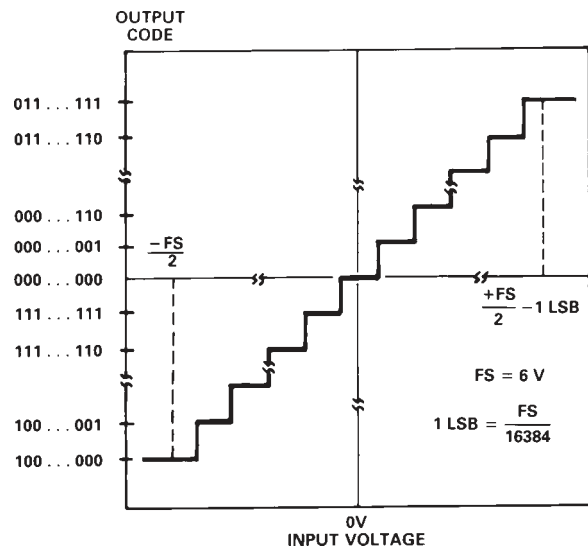 OUTPUT
CODE
011 . . . 111
011 . . . 110
000 . . . 110
000 . . . 001
000 . . . 000
111 . . . 111
111 . . . 110
100 . . . 001
100 . . . 000
−FS
2
+FS
2
−1 LSB
FS = 6 V
1 LSB = FS
16384
0V
INPUT VOLTAGE